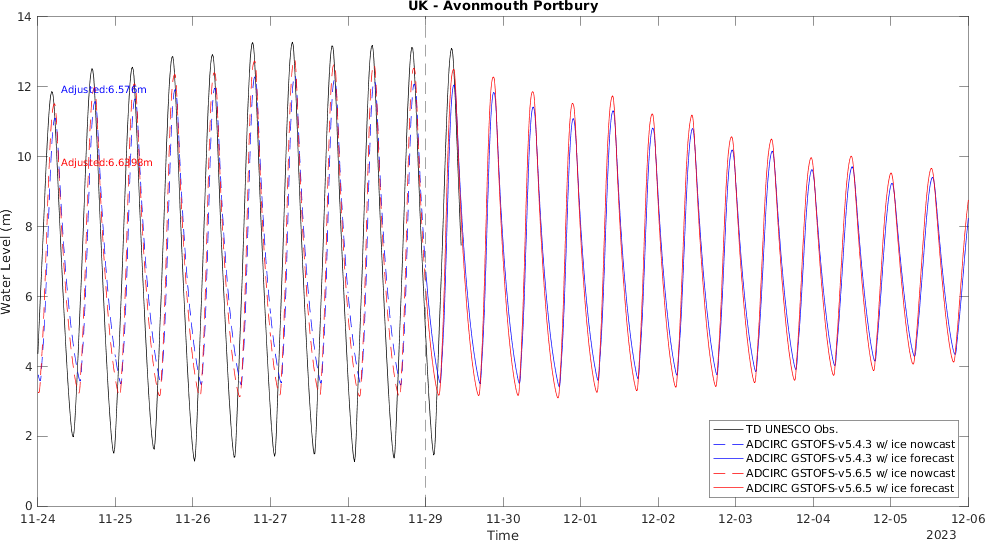 UK - Avonmouth Portbury
14
12
10
8
6
4
2
0
Water Level (m)
Adjusted:6.576m
Adjusted:6.6398m
TD UNESCO Obs.
ADCIRC GSTOFS-v5.4.3 w/ ice nowcast
ADCIRC GSTOFS-v5.4.3 w/ ice forecast
ADCIRC GSTOFS-v5.6.5 w/ ice nowcast
ADCIRC GSTOFS-v5.6.5 w/ ice forecast
11-24 11-25 11-26 11-27 11-28 11-29 11-30 12-01 12-02 12-03 12-04 12-05 12-06
Time
2023